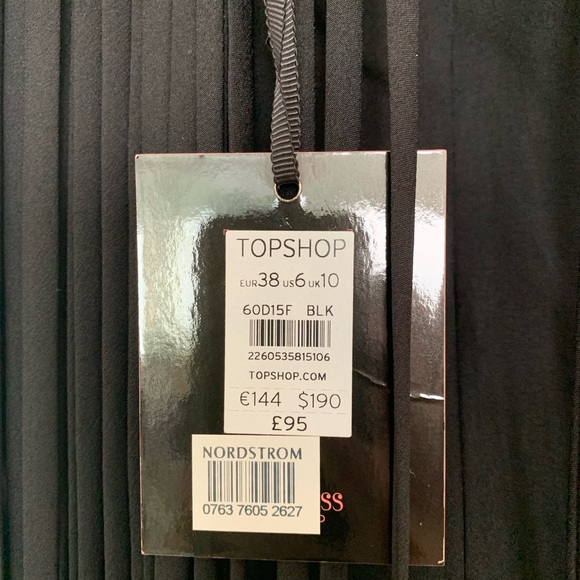 TOPSHOP
EUR38 US6 UK10
60D15F BLK
2260535815106
TOPSHOP.COM
€144 $190
£95
NORDSTROM
0763 7605 2627